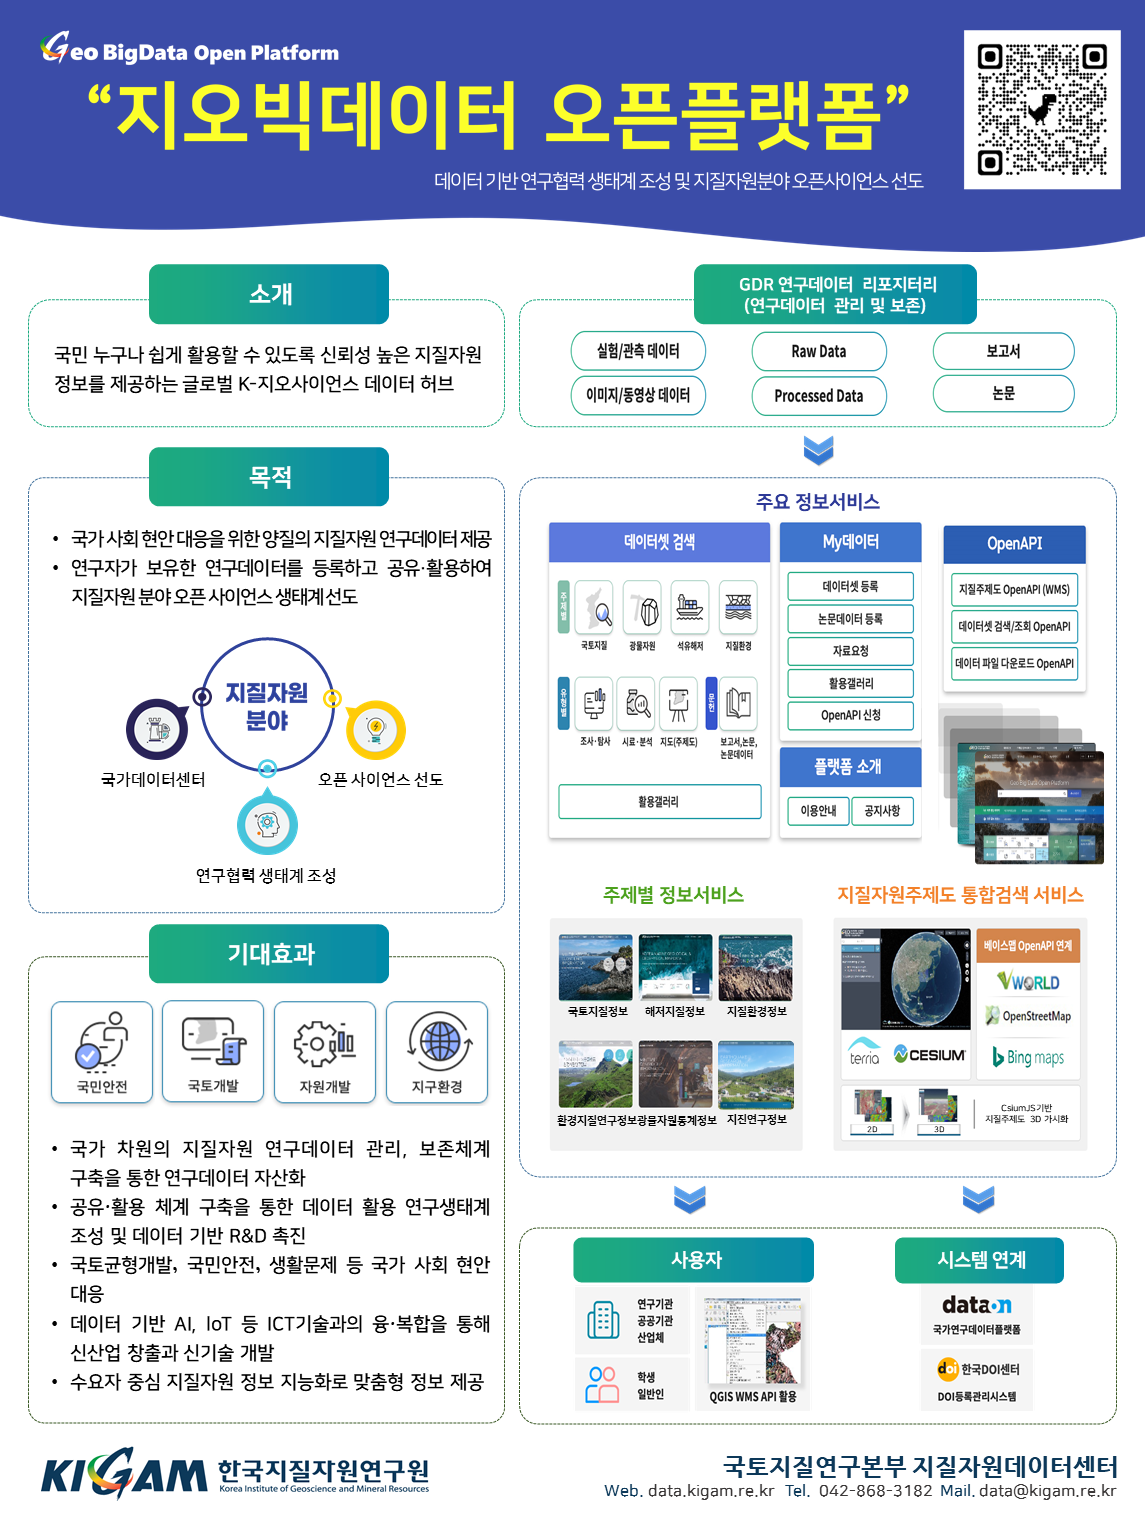 Geo BigData Open Platform
“지오빅데이터 오픈플랫폼”
데이터 기반 연구협력 생태계 조성 및 지질자원분야 오픈사이언스 선도
소개
국민 누구나 쉽게 활용할 수 있도록 신뢰성 높은 지질자원
정보를 제공하는 글로벌 K-지오사이언스 데이터 허브
목적
• 국가 사회 현안 대응을 위한 양질의 지질자원 연구데이터 제공
• 연구자가 보유한 연구데이터를 등록하고 공유·활용하여
지질자원 분야 오픈 사이언스 생태계 선도
지질자원
분야
국가데이터센터
오픈 사이언스 선도
연구협력 생태계 조성
기대효과
국민안전
국토개발
자원개발
지구환경
• 국가 차원의 지질자원 연구데이터 관리, 보존체계
구축을 통한 연구데이터 자산화
• 공유·활용 체계 구축을 통한 데이터 활용 연구생태계
조성 및 데이터 기반 R&D 촉진
• 국토균형개발, 국민안전, 생활문제 등 국가 사회 현안
대응
• 데이터 기반 AI, IoT 등 ICT기술과의 융·복합을 통해
신산업 창출과 신기술 개발
• 수요자 중심 지질자원 정보 지능화로 맞춤형 정보 제공
GDR 연구데이터 리포지터리
(연구데이터 관리 및 보존)
실험/관측 데이터
Raw Data
보고서
이미지/동영상 데이터
Processed Data
논문
주요 정보서비스
데이터셋 검색
주제별
국토지질
광물자원
석유해저
지질환경
유형별
조사·탐사
시료·분석
지도(주제도)
문헌
보고서,논문,
논문데이터
활용갤러리
My데이터
데이터셋 등록
논문데이터 등록
자료요청
활용갤러리
OpenAPI 신청
플랫폼 소개
이용안내
공지사항
OpenAPI
지질주제도 OpenAPI (WMS)
데이터셋 검색/조회 OpenAPI
데이터 파일 다운로드 OpenAPI
Geo Big Data Open Platform
주제별 정보서비스
국토지질정보
해저지질정보
지질환경정보
환경지질연구정보
광물자원통계정보
지진연구정보
지질자원주제도 통합검색 서비스
terria
CESIUM
베이스맵 OpenAPI 연계
VWORLD
OpenStreetMap
Bing maps
2D
3D
CsiumJS기반
지질주제도 3D 가시화
사용자
연구기관
공공기관
산업체
학생
일반인
QGIS WMS API 활용
시스템 연계
data·n
국가연구데이터플랫폼
doi 한국DOI센터
DOI등록관리시스템
KIGAM 한국지질자원연구원
Korea Institute of Geoscience and Mineral Resources
국토지질연구본부 지질자원데이터센터
Web. data.kigam.re.kr Tel. 042-868-3182 Mail. data@kigam.re.kr